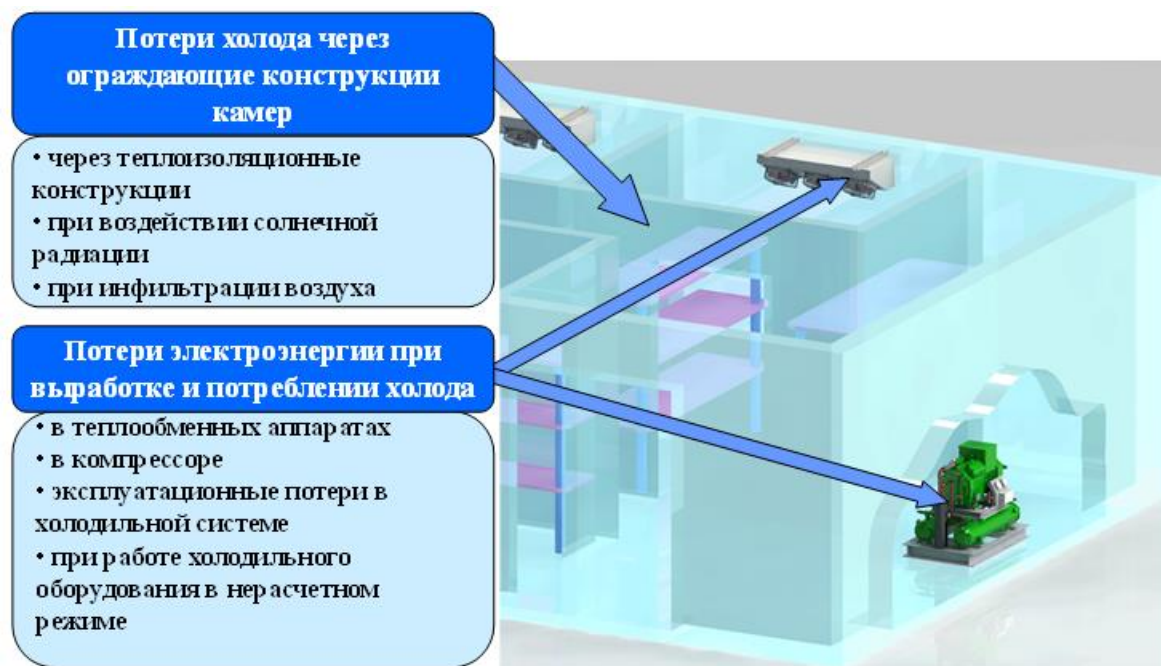 Потери холода через
ограждающие конструкции
камер
• через теплоизоляционные
конструкции
• при воздействии солнечной
радиации
• при инфильтрации воздуха
Потери электроэнергии при
выработке и потреблении холода
• в теплообменных аппаратах
• в компрессоре
• эксплуатационные потери в
холодильной системе
• при работе холодильного
оборудования в нерасчетном
режиме